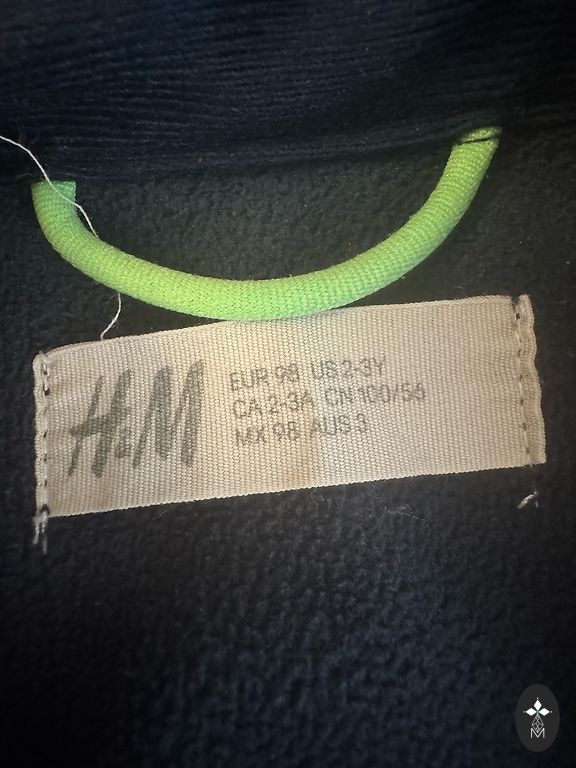 H&M
EUR 98 US 2-3Y
CA 2-3A CN 100/56
MX 98 AUS 3
M